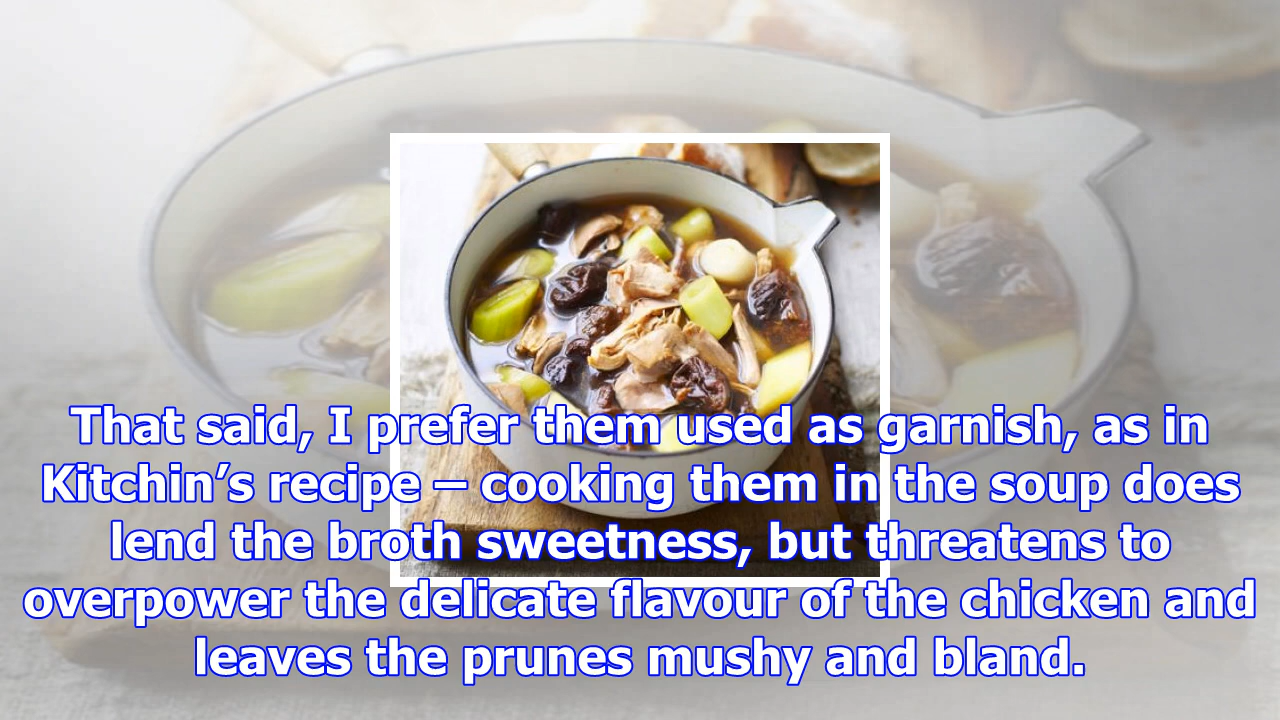 That said, I prefer them used as garnish, as in
Kitchin’s recipe – cooking them in the soup does
lend the broth sweetness, but threatens to
overpower the delicate flavour of the chicken and
leaves the prunes mushy and bland.